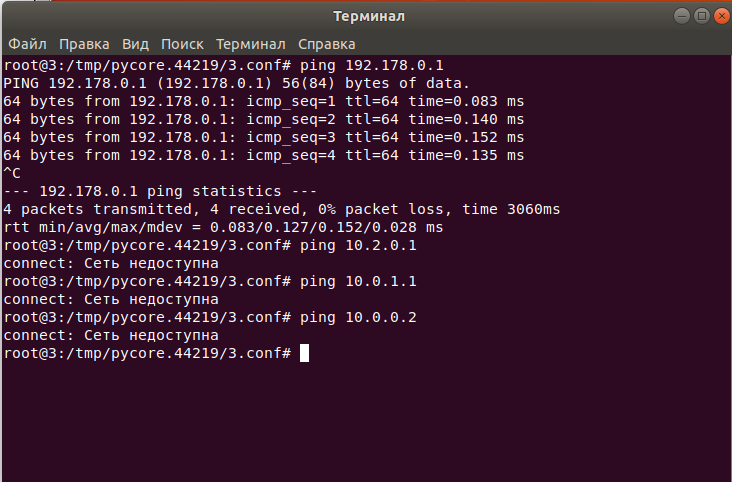 Терминал
Файл Правка Вид Поиск Терминал Справка
root@3:/tmp/pycore.44219/3.conf# ping 192.178.0.1
PING 192.178.0.1 (192.178.0.1) 56(84) bytes of data.
64 bytes from 192.178.0.1: icmp_seq=1 ttl=64 time=0.083 ms
64 bytes from 192.178.0.1: icmp_seq=2 ttl=64 time=0.140 ms
64 bytes from 192.178.0.1: icmp_seq=3 ttl=64 time=0.152 ms
64 bytes from 192.178.0.1: icmp_seq=4 ttl=64 time=0.135 ms
^C
--- 192.178.0.1 ping statistics ---
4 packets transmitted, 4 received, 0% packet loss, time 3060ms
rtt min/avg/max/mdev = 0.083/0.127/0.152/0.028 ms
root@3:/tmp/pycore.44219/3.conf# ping 10.2.0.1
connect: Сеть недоступна
root@3:/tmp/pycore.44219/3.conf# ping 10.0.1.1
connect: Сеть недоступна
root@3:/tmp/pycore.44219/3.conf# ping 10.0.0.2
connect: Сеть недоступна
root@3:/tmp/pycore.44219/3.conf#